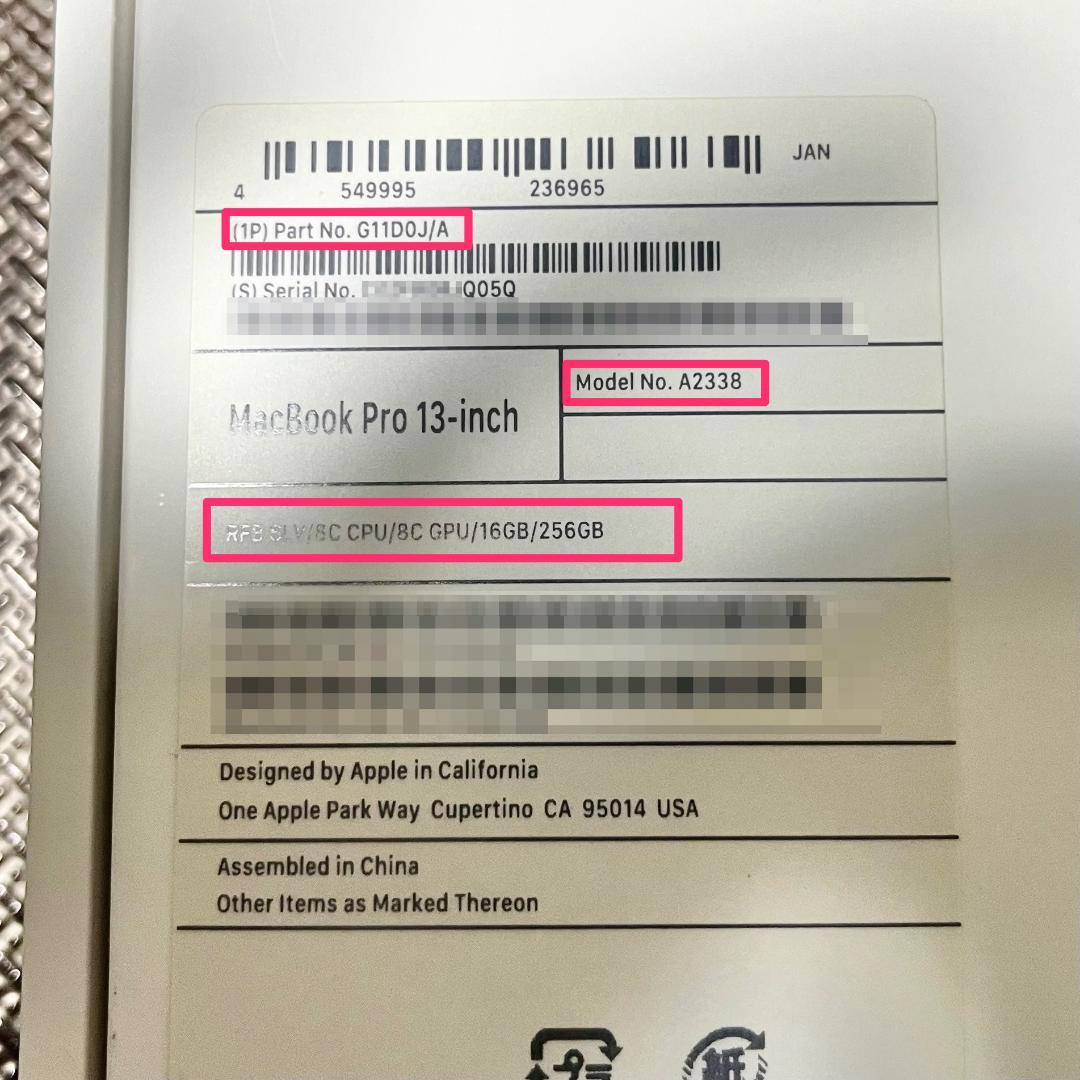 JAN
4 549995 236965
(1P) Part No. G11D0J/A
(S) Serial No. Q05Q
Model No. A2338
MacBook Pro 13-inch
RFB SLV/8C CPU/8C GPU/16GB/256GB
Designed by Apple in California
One Apple Park Way Cupertino CA 95014 USA
Assembled in China
Other Items as Marked Thereon
紙